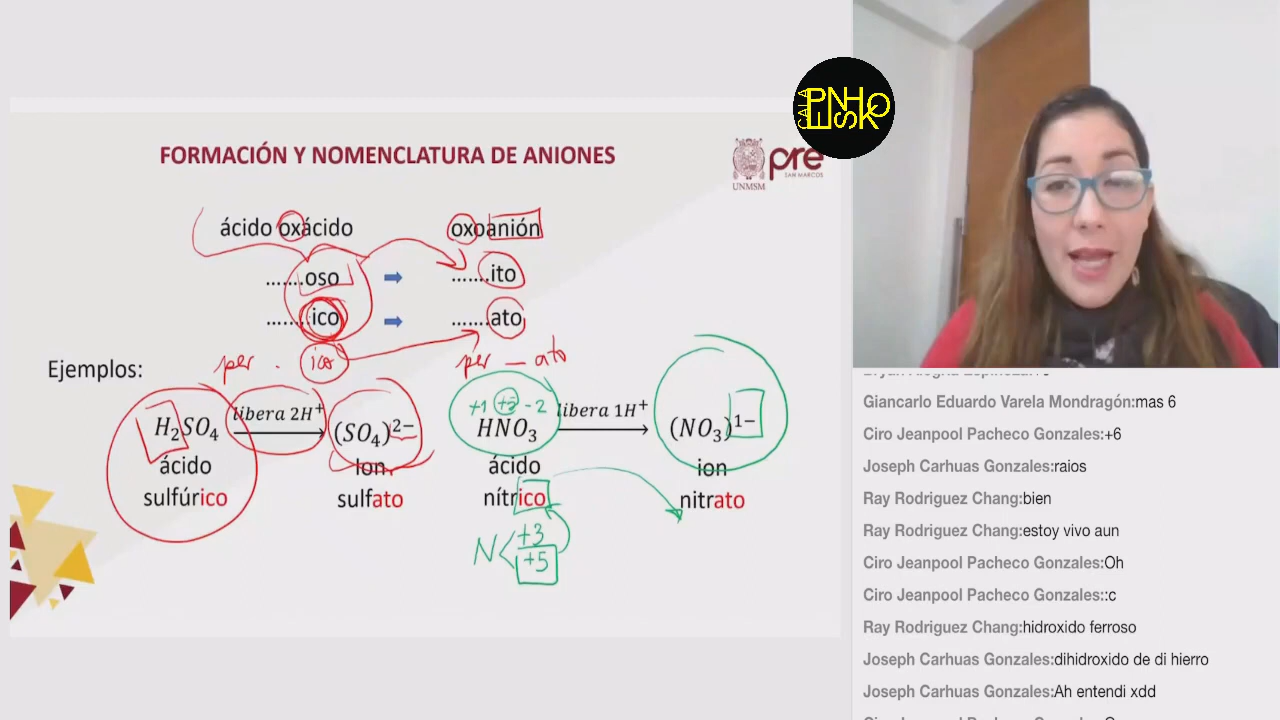 FORMACIÓN Y NOMENCLATURA DE ANIONES
UNMSM
pre
SAN MARCOS
CALA
PENHSKO
ácido oxácido
oxoanión
.......oso
.......ito
.......ico
.......ato
per - ico
per - ato
Ejemplos:
H₂SO₄
libera 2H⁺
(SO₄)²⁻
+1 +5 -2
HNO₃
libera 1H⁺
(NO₃)¹⁻
ácido
sulfúrico
ion
sulfato
ácido
nítrico
ion
nitrato
N +3
+5
Giancarlo Eduardo Varela Mondragón:mas 6
Ciro Jeanpool Pacheco Gonzales:+6
Joseph Carhuas Gonzales:raios
Ray Rodriguez Chang:bien
Ray Rodriguez Chang:estoy vivo aun
Ciro Jeanpool Pacheco Gonzales:Oh
Ciro Jeanpool Pacheco Gonzales::c
Ray Rodriguez Chang:hidroxido ferroso
Joseph Carhuas Gonzales:dihidroxido de di hierro
Joseph Carhuas Gonzales:Ah entendi xdd